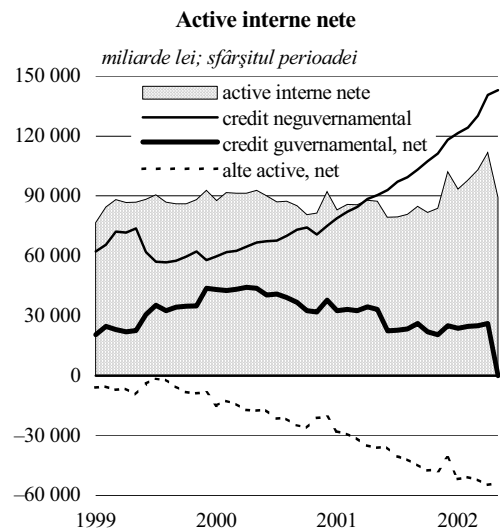 Active interne nete
miliarde lei; sfârșitul perioadei
150 000
active interne nete
credit neguvernamental
120 000
credit guvernamental, net
alte active, net
90 000
60 000
30 000
0
–30 000
–60 000
1999 2000 2001 2002